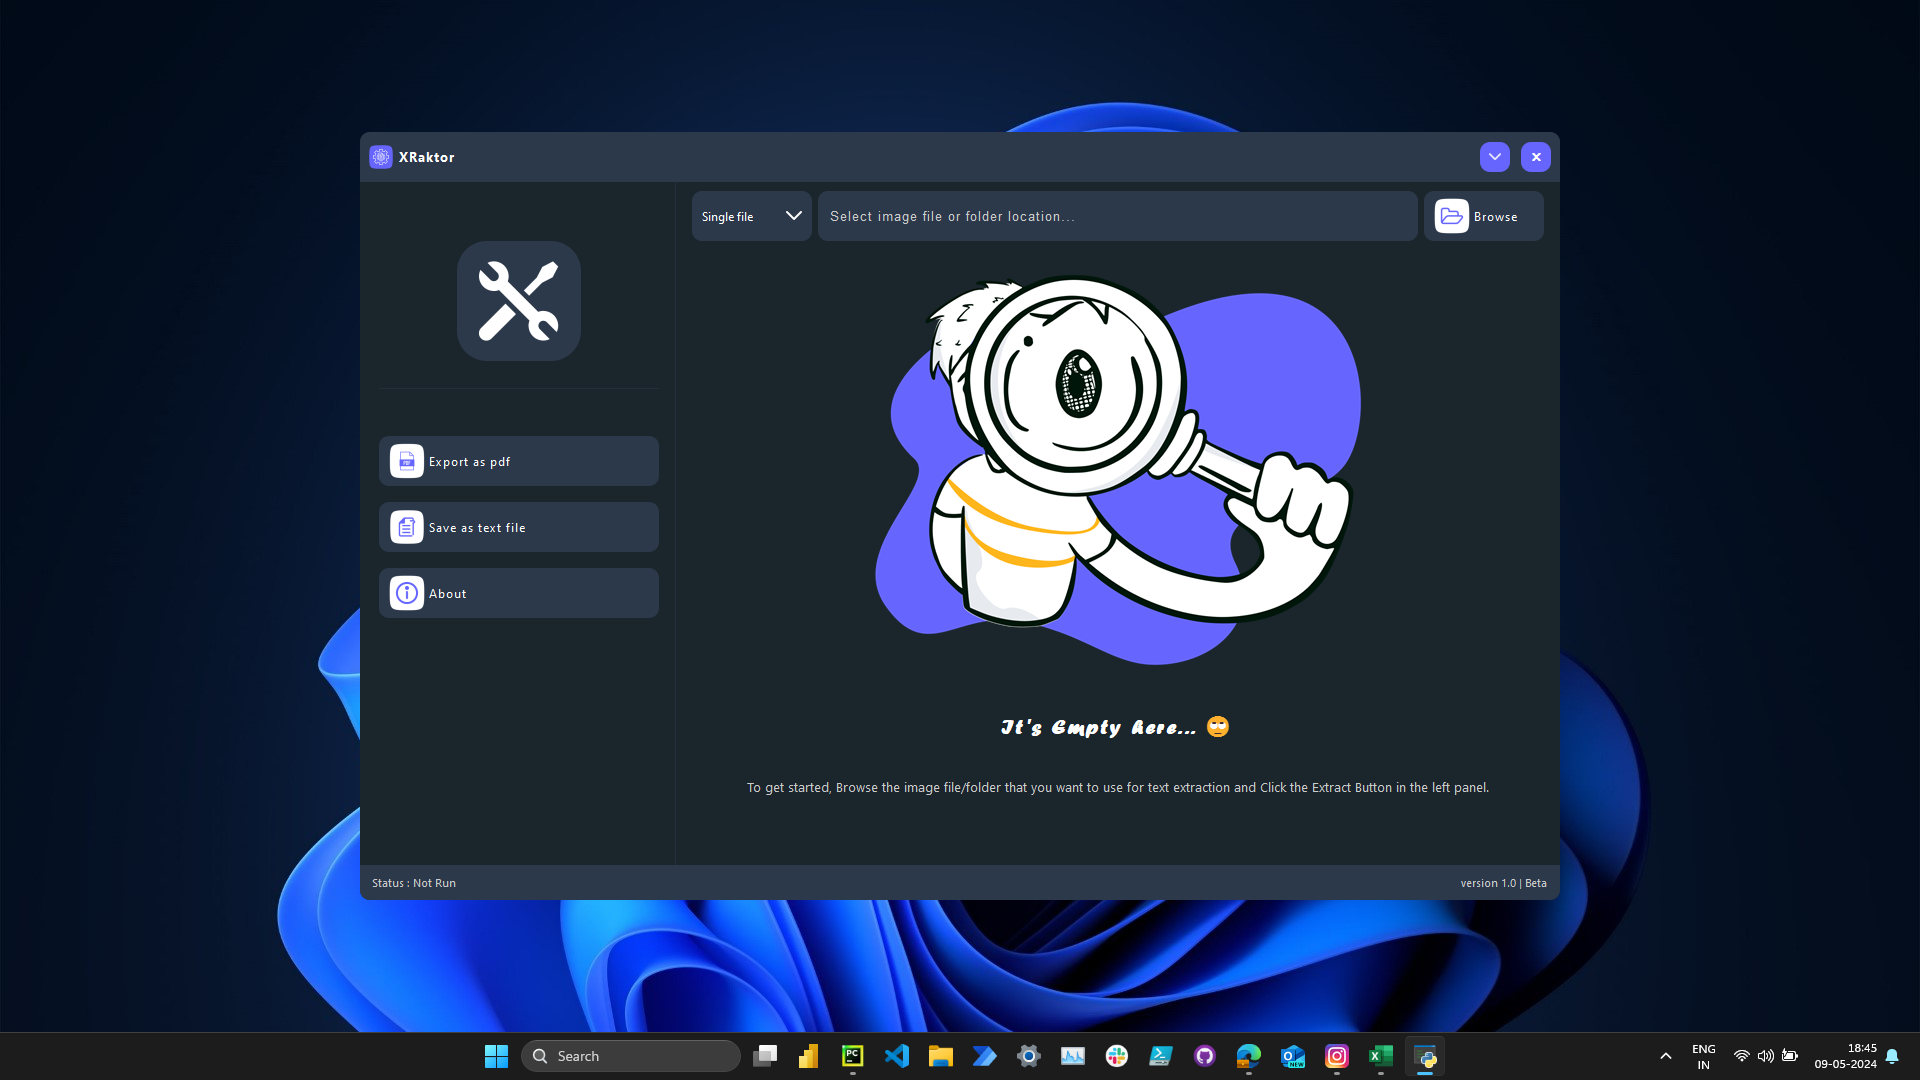 XRaktor
Single file
Select image file or folder location...
Browse
Export as pdf
Save as text file
About
It's Empty here... 🙄
To get started, Browse the image file/folder that you want to use for text extraction and Click the Extract Button in the left panel.
Status : Not Run
version 1.0 | Beta
Search
ENG
IN
18:45
09-05-2024